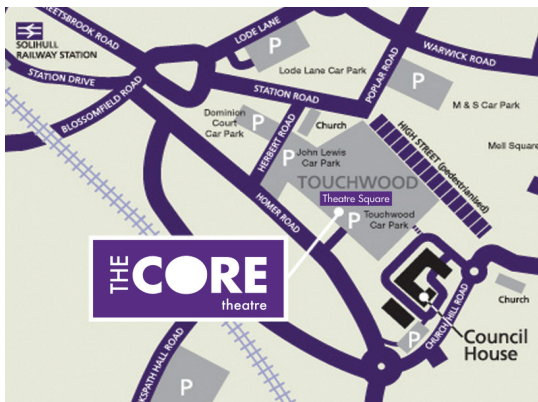 EETSBROOK ROAD
SOLIHULL
RAILWAY STATION
STATION DRIVE
BLOSSOMFIELD ROAD
LODE LANE
P
Lode Lane Car Park
STATION ROAD
POPLAR ROAD
WARWICK ROAD
P
M & S Car Park
Mell Square
HIGH STREET (pedestrianised)
Dominion
Court
Car Park
P
Church
HERBERT ROAD
P
John Lewis
Car Park
TOUCHWOOD
Theatre Square
P
Touchwood
Car Park
HOMER ROAD
THE CORE
theatre
Church
CHURCH HILL ROAD
Council
House
P
KSPATH HALL ROAD
P